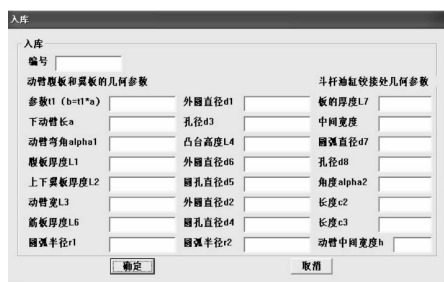 入库
入库
编号
动臂腹板和翼板的几何参数 斗杆油缸铰接处几何参数
参数t1（b=t1*a） 外圆直径d1 板的厚度L7
下动臂长a 孔径d3 中间宽度
动臂弯角alpha1 凸台高度L4 圆弧直径d7
腹板厚度L1 外圆直径d6 孔径d8
上下翼板厚度L2 圆孔直径d5 角度alpha2
动臂宽L3 外圆直径d2 长度c2
筋板厚度L6 圆孔直径d4 长度c3
圆弧半径r1 圆弧半径r2 动臂中间宽度h
确定 取消